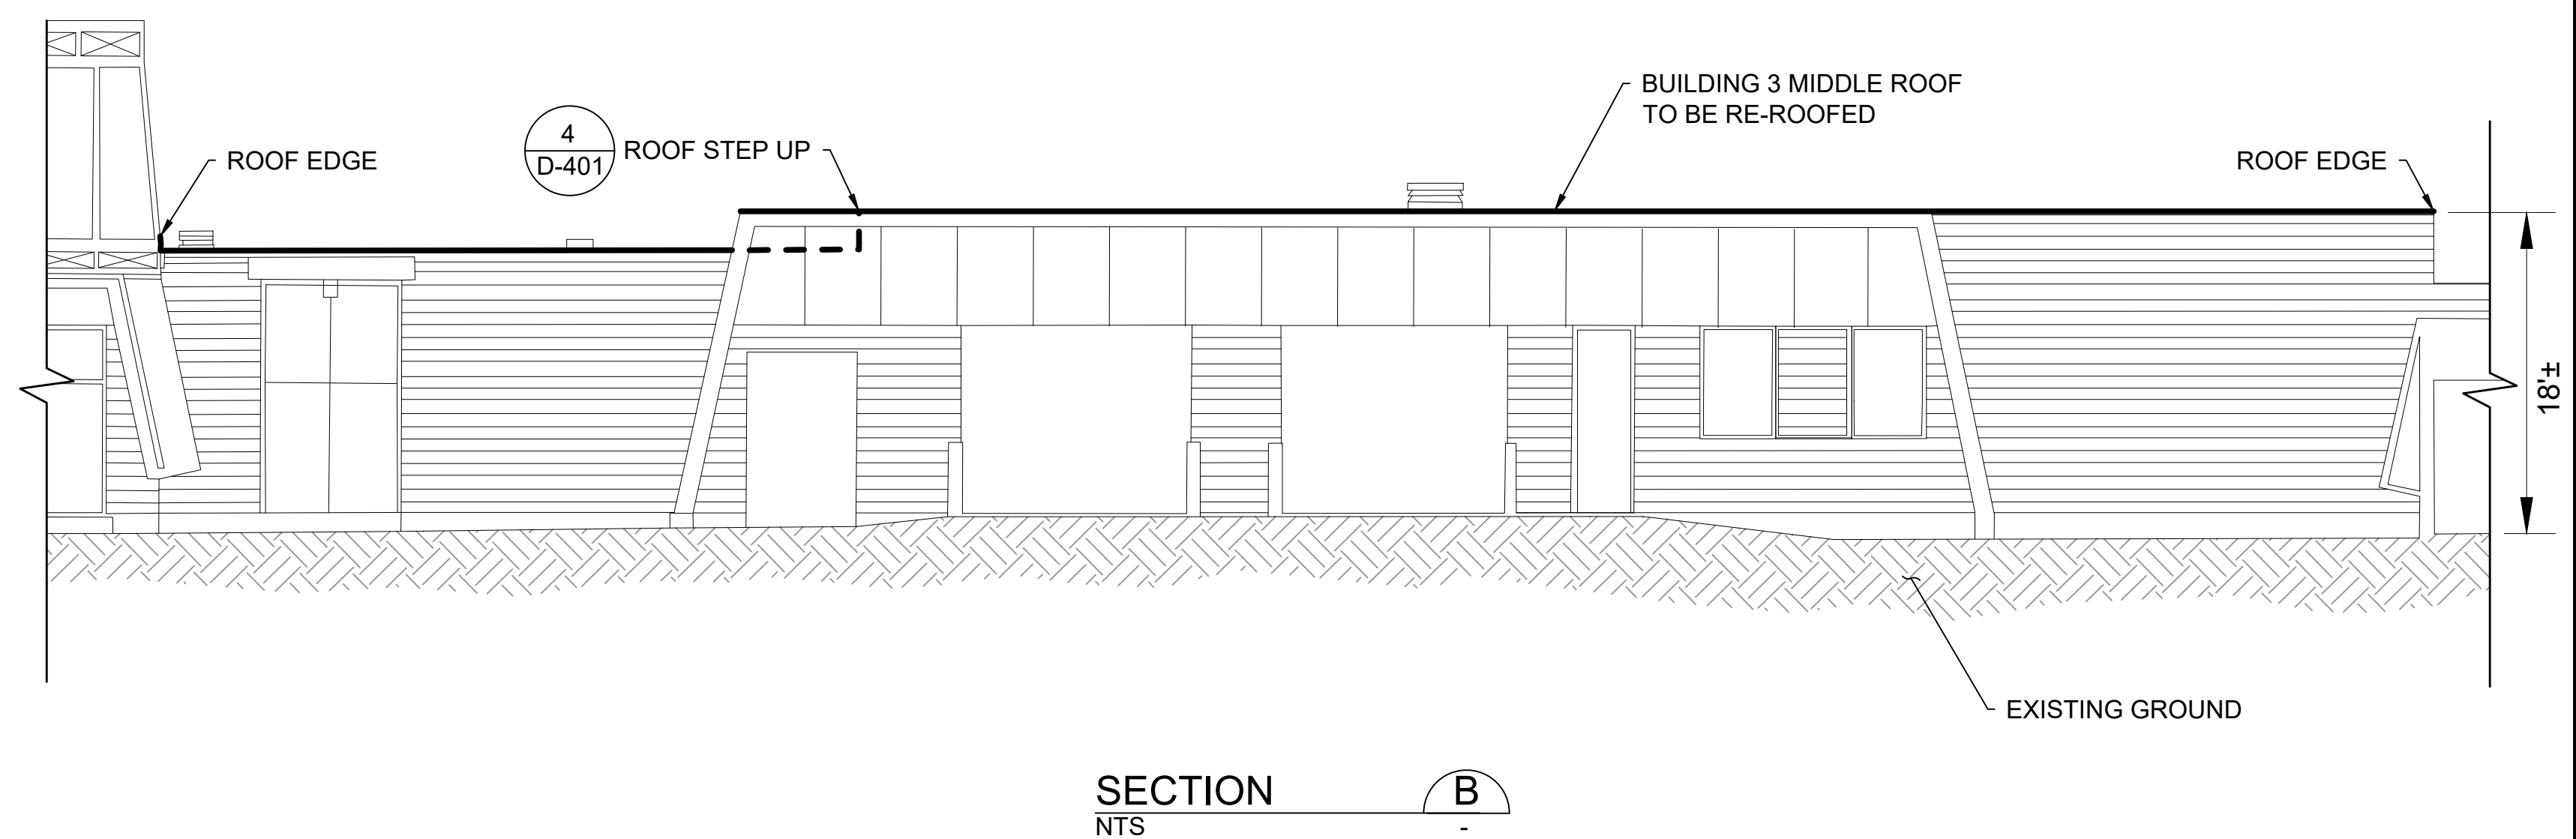 BUILDING 3 MIDDLE ROOF
TO BE RE-ROOFED
4
D-401
ROOF STEP UP
ROOF EDGE
ROOF EDGE
18'±
EXISTING GROUND
SECTION
B
NTS
-